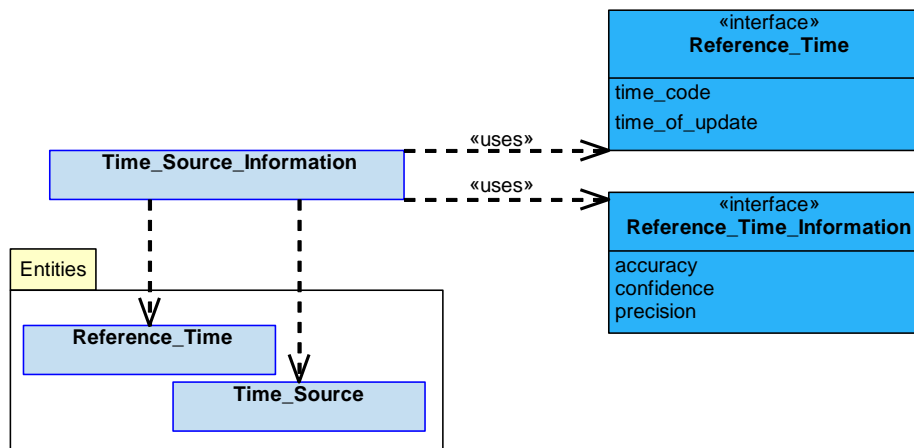 «interface»
Reference_Time
time_code
time_of_update
«uses»
Time_Source_Information
«uses»
«interface»
Reference_Time_Information
accuracy
confidence
precision
Entities
Reference_Time
Time_Source